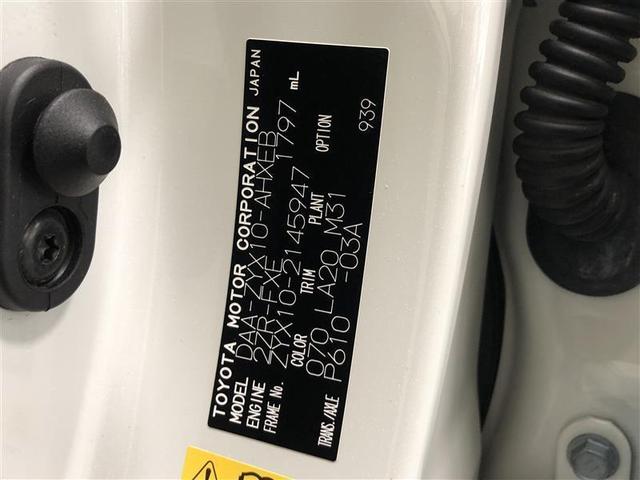 TOYOTA MOTOR CORPORATION JAPAN
MODEL DAA-ZYX10-AHXEB
ENGINE 2ZR-FXE 1797 mL
FRAME No. ZYX10-2145947
COLOR TRIM PLANT OPTION
070 LA20 M31 939
TRANS./AXLE P610 -03A